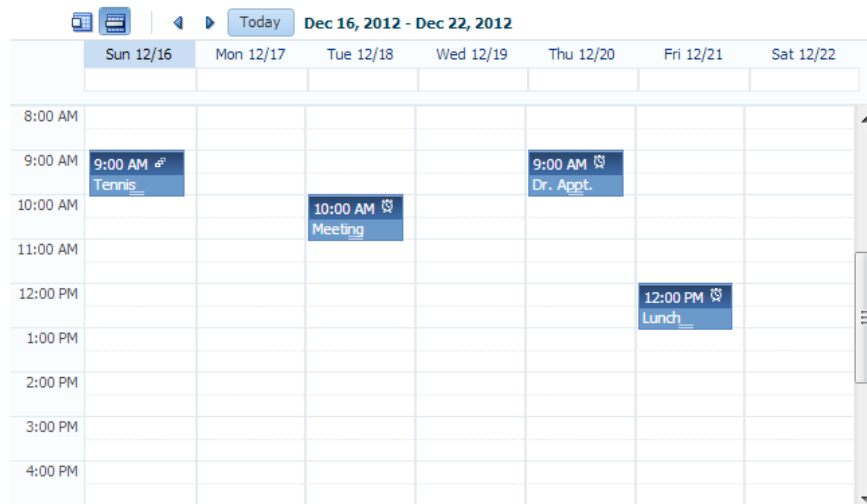 Today Dec 16, 2012 - Dec 22, 2012
Sun 12/16 Mon 12/17 Tue 12/18 Wed 12/19 Thu 12/20 Fri 12/21 Sat 12/22
8:00 AM
9:00 AM 9:00 AM 9:00 AM
Tennis Dr. Appt.
10:00 AM 10:00 AM
Meeting
11:00 AM
12:00 PM 12:00 PM
Lunch
1:00 PM
2:00 PM
3:00 PM
4:00 PM